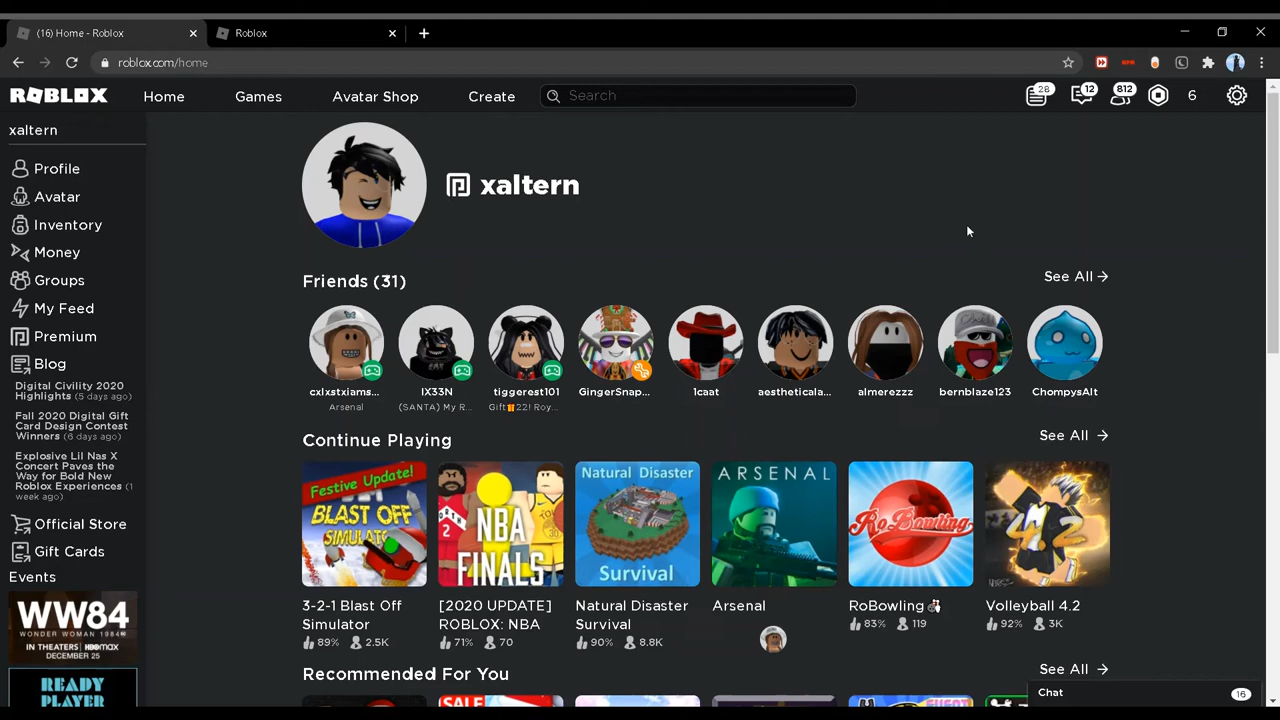 (16) Home - Roblox
Roblox
roblox.com/home
ROBLOX Home Games Avatar Shop Create Search 28 12 812 6
xaltern
Profile
Avatar
Inventory
Money
Groups
My Feed
Premium
Blog
Digital Civility 2020
Highlights (5 days ago)
Fall 2020 Digital Gift
Card Design Contest
Winners (6 days ago)
Explosive Lil Nas X
Concert Paves the
Way for Bold New
Roblox Experiences (1
week ago)
Official Store
Gift Cards
Events
WW84
WONDER WOMAN 1984
IN THEATERS HBOmax
DECEMBER 25
READY
PLAYER
xaltern
Friends (31)
See All
cxlxstxiams...
Arsenal
IX33N
(SANTA) My R...
tiggerest101
Gift🎁22! Roy...
GingerSnap...
lcaat
aestheticala...
almerezzz
bernblaze123
ChompysAlt
Continue Playing
See All
Festive Update!
BLAST OFF
3-2-1 Blast Off
Simulator
89% 2.5K
NBA
FINALS
[2020 UPDATE]
ROBLOX: NBA
71% 70
Natural Disaster
Survival
Natural Disaster
Survival
90% 8.8K
ARSENAL
Arsenal
RoBowling
RoBowling🎳
83% 119
4.2
Volleyball 4.2
92% 3K
Recommended For You
See All
SALE
EVENT
Chat 16